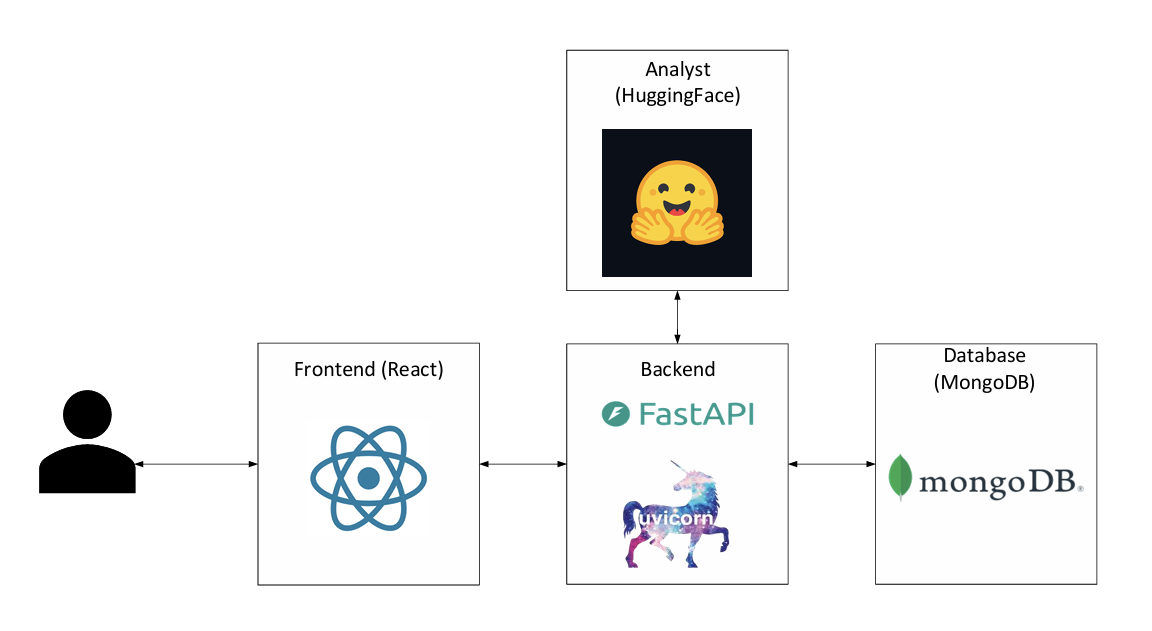 Analyst
(HuggingFace)
Frontend (React)
Backend
FastAPI
uvicorn
Database
(MongoDB)
mongoDB®